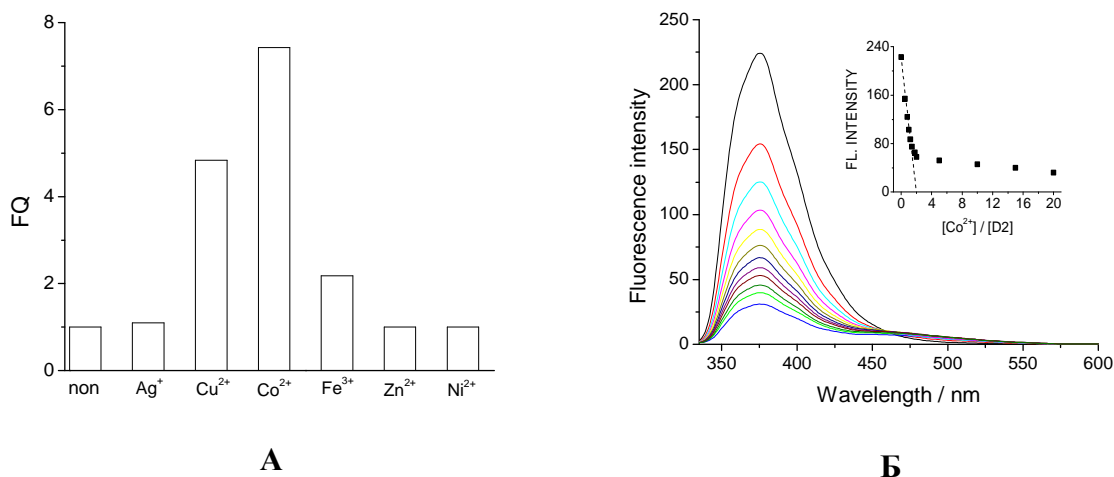 8
6
4
2
0
FQ
non Ag+ Cu2+ Co2+ Fe3+ Zn2+ Ni2+
А
250
200
150
100
50
0
Fluorescence intensity
350 400 450 500 550 600
Wavelength / nm
240
160
80
0
FL. INTENSITY
0 4 8 12 16 20
[Co2+] / [D2]
Б